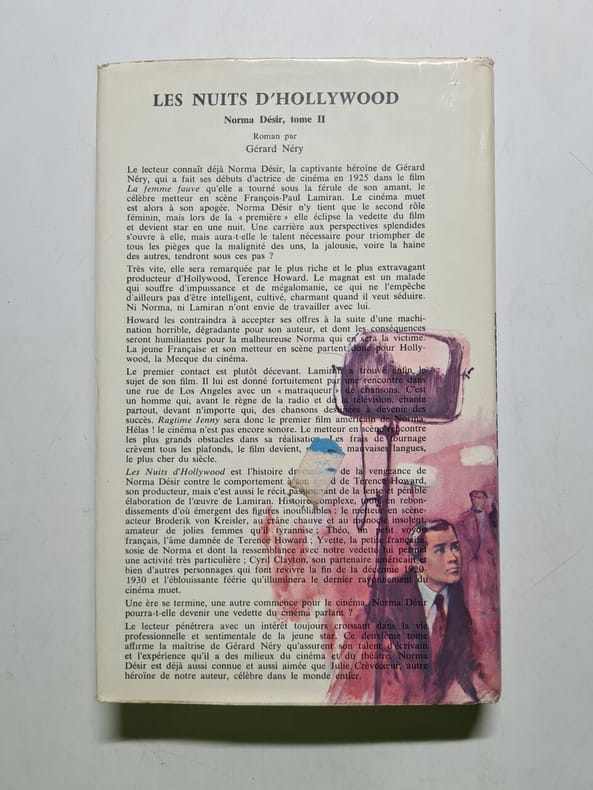 LES NUITS D'HOLLYWOOD
Norma Désir, tome II
Roman par
Gérard Néry
Le lecteur connaît déjà Norma Désir, la captivante héroïne de Gérard
Néry, qui a fait ses débuts d'actrice de cinéma en 1925 dans le film
La femme fauve qu'elle a tourné sous la férule de son amant, le
célèbre metteur en scène François-Paul Lamiran. Le cinéma muet
est alors à son apogée. Norma Désir n'y tient que le second rôle
féminin, mais lors de la « première » elle éclipse la vedette du film
et devient star en une nuit. Une carrière aux perspectives splendides
s'ouvre à elle, mais aura-t-elle le talent nécessaire pour triompher de
tous les pièges que la malignité des uns, la jalousie, voire la haine
des autres, tendront sous ces pas ?
Très vite, elle sera remarquée par le plus riche et le plus extravagant
producteur d'Hollywood, Terence Howard. Le magnat est un malade
qui souffre d'impuissance et de mégalomanie, ce qui ne l'empêche
d'ailleurs pas d'être intelligent, cultivé, charmant quand il veut séduire.
Ni Norma, ni Lamiran n'ont envie de travailler avec lui.
Howard les contraindra à accepter ses offres à la suite d'une machi-
nation horrible, dégradante pour son auteur, et dont les conséquences
seront humiliantes pour la malheureuse Norma qui en sera la victime.
La jeune Française et son metteur en scène partent donc pour Holly-
wood, la Mecque du cinéma.
Le premier contact est plutôt décevant. Lamiran a trouvé enfin le
sujet de son film. Il lui est donné fortuitement par une rencontre dans
une rue de Los Angeles avec un « matraqueur » de chansons. C'est
un homme qui, avant le règne de la radio et de la télévision, chante
partout, devant n'importe qui, des chansons destinées à devenir des
succès. Ragtime Jenny sera donc le premier film américain de Norma.
Hélas ! le cinéma n'est pas encore sonore. Le metteur en scène rencontre
les plus grands obstacles dans sa réalisation. Les frais de tournage
crèvent tous les plafonds, le film devient, mauvaises langues,
le plus cher du siècle.
Les Nuits d'Hollywood est l'histoire de la vengeance de
Norma Désir contre le comportement de Terence Howard,
son producteur, mais c'est aussi le récit de la lente et pénible
élaboration de l'œuvre de Lamiran. Histoire complexe, en rebon-
dissements d'où émergent des figures inoubliables : le metteur en scène-
acteur Broderik von Kreisler, au crâne chauve et au monocle insolent,
amateur de jolies femmes qu'il tyrannise ; Théo, un petit voyou
français, l'âme damnée de Terence Howard ; Yvette, la petite française,
sosie de Norma et dont la ressemblance avec notre vedette lui permet
une activité très particulière ; Cyril Clayton, son partenaire américain et
bien d'autres personnages qui font revivre la fin de la décennie 1920-
1930 et l'éblouissante féérie qu'illuminera le dernier rayonnement du
cinéma muet.
Une ère se termine, une autre commence pour le cinéma. Norma Désir
pourra-t-elle devenir une vedette du cinéma parlant ?
Le lecteur pénétrera avec un intérêt toujours croissant dans la vie
professionnelle et sentimentale de la jeune star. Ce deuxième tome
affirme la maîtrise de Gérard Néry qu'assurent son talent d'écrivain
et l'expérience qu'il a des milieux du cinéma et du théâtre. Norma
Désir est déjà aussi connue et aussi aimée que Julie Crèvecœur, autre
héroïne de notre auteur, célèbre dans le monde entier.